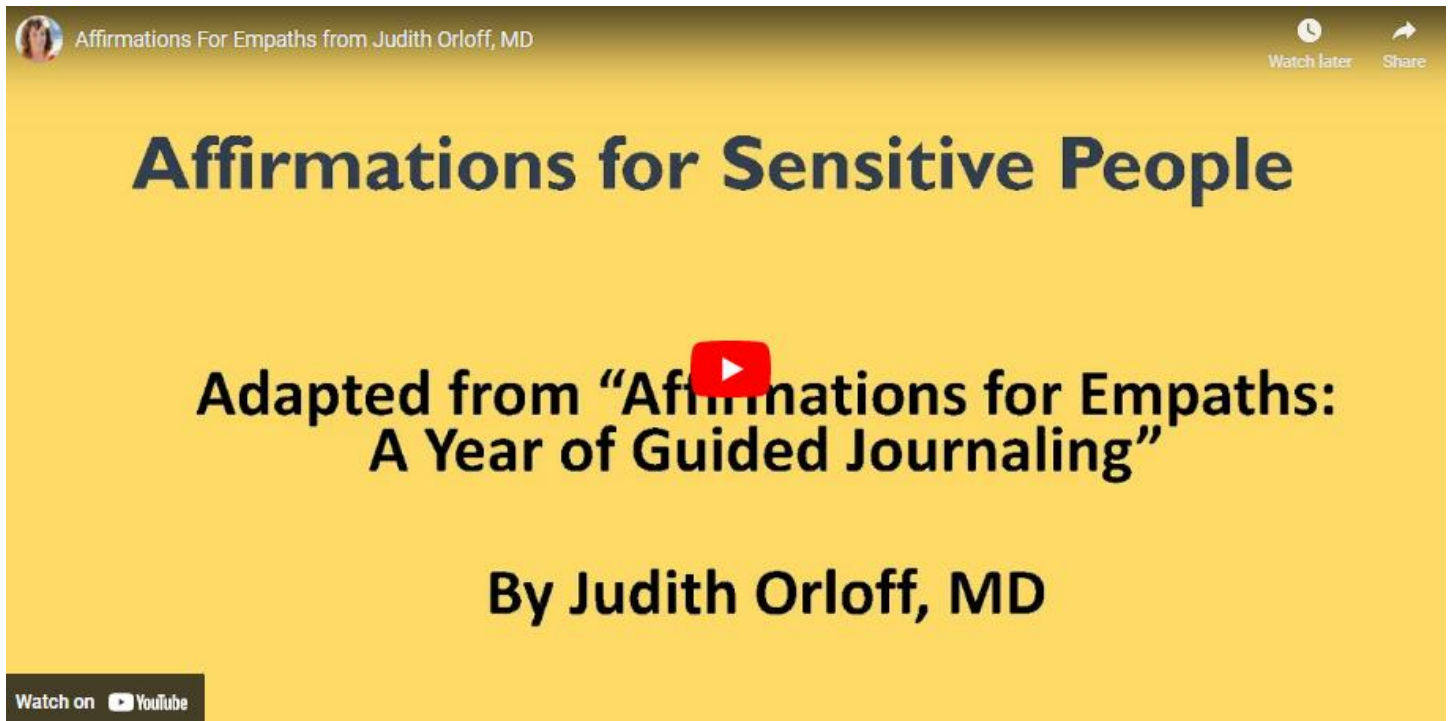 Affirmations For Empaths from Judith Orloff, MD
Watch later
Share
Affirmations for Sensitive People
Adapted from “Affirmations for Empaths:
A Year of Guided Journaling”
By Judith Orloff, MD
Watch on YouTube